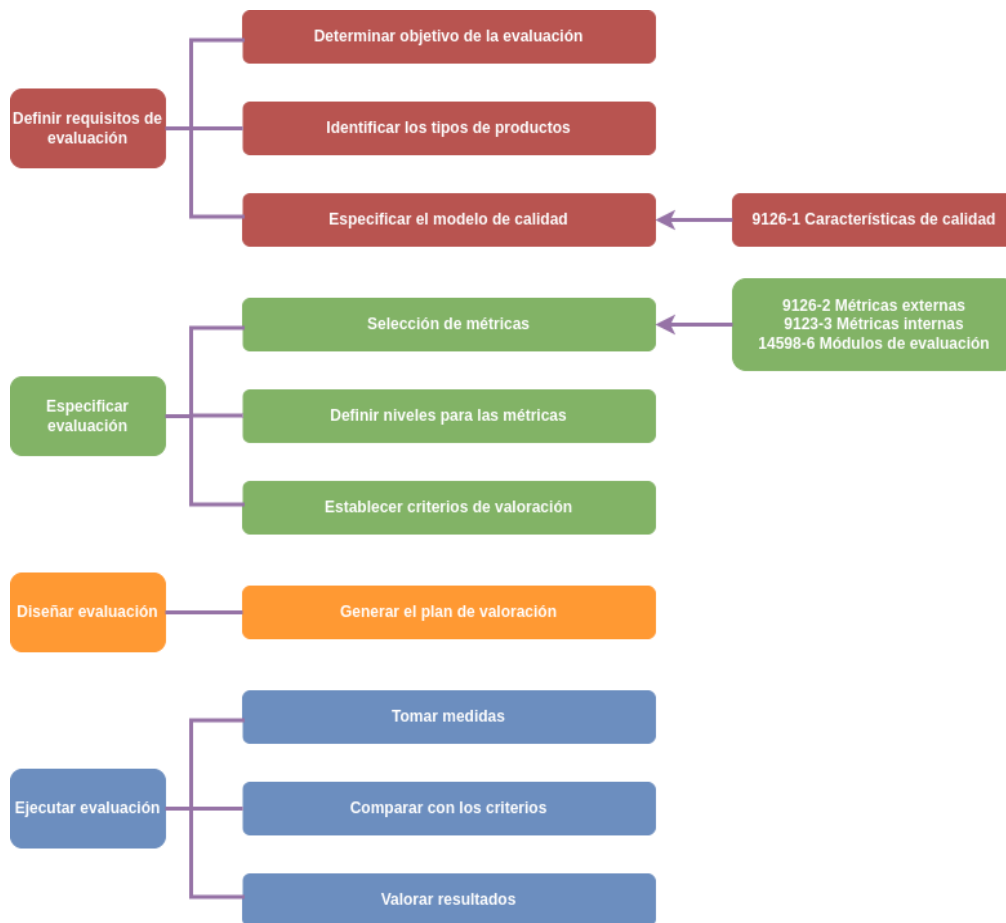 Determinar objetivo de la evaluación
Definir requisitos de
evaluación
Identificar los tipos de productos
Especificar el modelo de calidad
9126-1 Características de calidad
Especificar
evaluación
Selección de métricas
9126-2 Métricas externas
9123-3 Métricas internas
14598-6 Módulos de evaluación
Definir niveles para las métricas
Establecer criterios de valoración
Diseñar evaluación
Generar el plan de valoración
Ejecutar evaluación
Tomar medidas
Comparar con los criterios
Valorar resultados